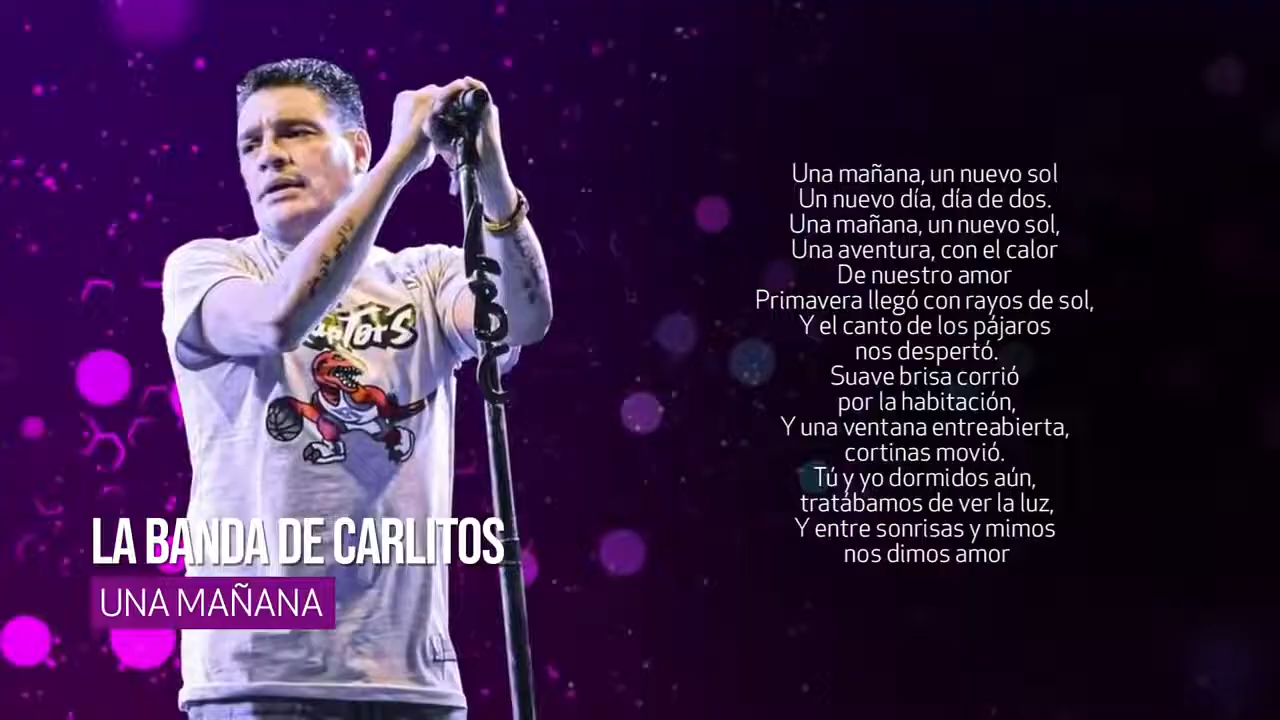 LA BANDA DE CARLITOS
UNA MAÑANA
Una mañana, un nuevo sol
Un nuevo día, día de dos.
Una mañana, un nuevo sol,
Una aventura, con el calor
De nuestro amor
Primavera llegó con rayos de sol,
Y el canto de los pájaros
nos despertó.
Suave brisa corrió
por la habitación,
Y una ventana entreabierta,
cortinas movió.
Tú y yo dormidos aún,
tratábamos de ver la luz,
Y entre sonrisas y mimos
nos dimos amor